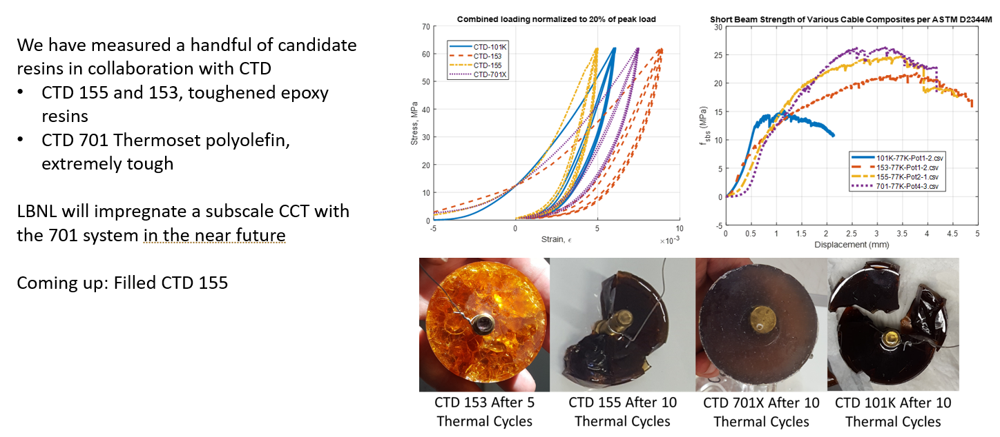 We have measured a handful of candidate
resins in collaboration with CTD
• CTD 155 and 153, toughened epoxy
resins
• CTD 701 Thermoset polyolefin,
extremely tough
LBNL will impregnate a subscale CCT with
the 701 system in the near future
Coming up: Filled CTD 155
Combined loading normalized to 20% of peak load
70
60
50
40
30
20
10
0
Stress, MPa
CTD-101K
CTD-153
CTD-155
CTD-701X
-5
0
5
10
Strain, ϵ
×10⁻³
Short Beam Strength of Various Cable Composites per ASTM D2344M
30
25
20
15
10
5
0
-5
f_sbs (MPa)
101K-77K-Pot1-2.csv
153-77K-Pot1-2.csv
155-77K-Pot2-1.csv
701-77K-Pot4-3.csv
0
0.5
1
1.5
2
2.5
3
3.5
4
4.5
5
Displacement (mm)
CTD 153 After 5
Thermal Cycles
CTD 155 After 10
Thermal Cycles
CTD 701X After 10
Thermal Cycles
CTD 101K After 10
Thermal Cycles